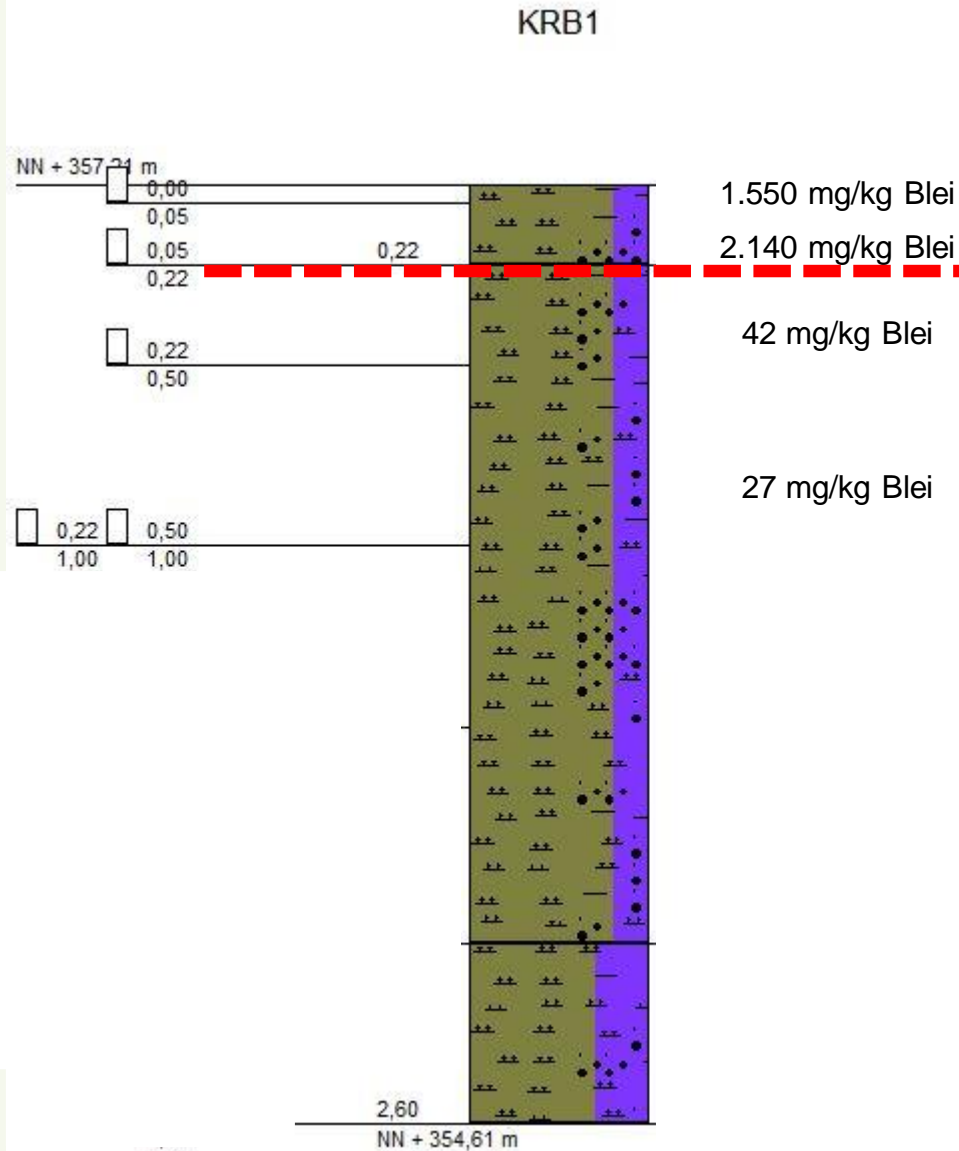 KRB1
NN + 357,21 m
0,00
0,05
1.550 mg/kg Blei
0,05
0,22
0,22
2.140 mg/kg Blei
0,22
0,50
42 mg/kg Blei
27 mg/kg Blei
0,22
1,00
0,50
1,00
2,60
NN + 354,61 m